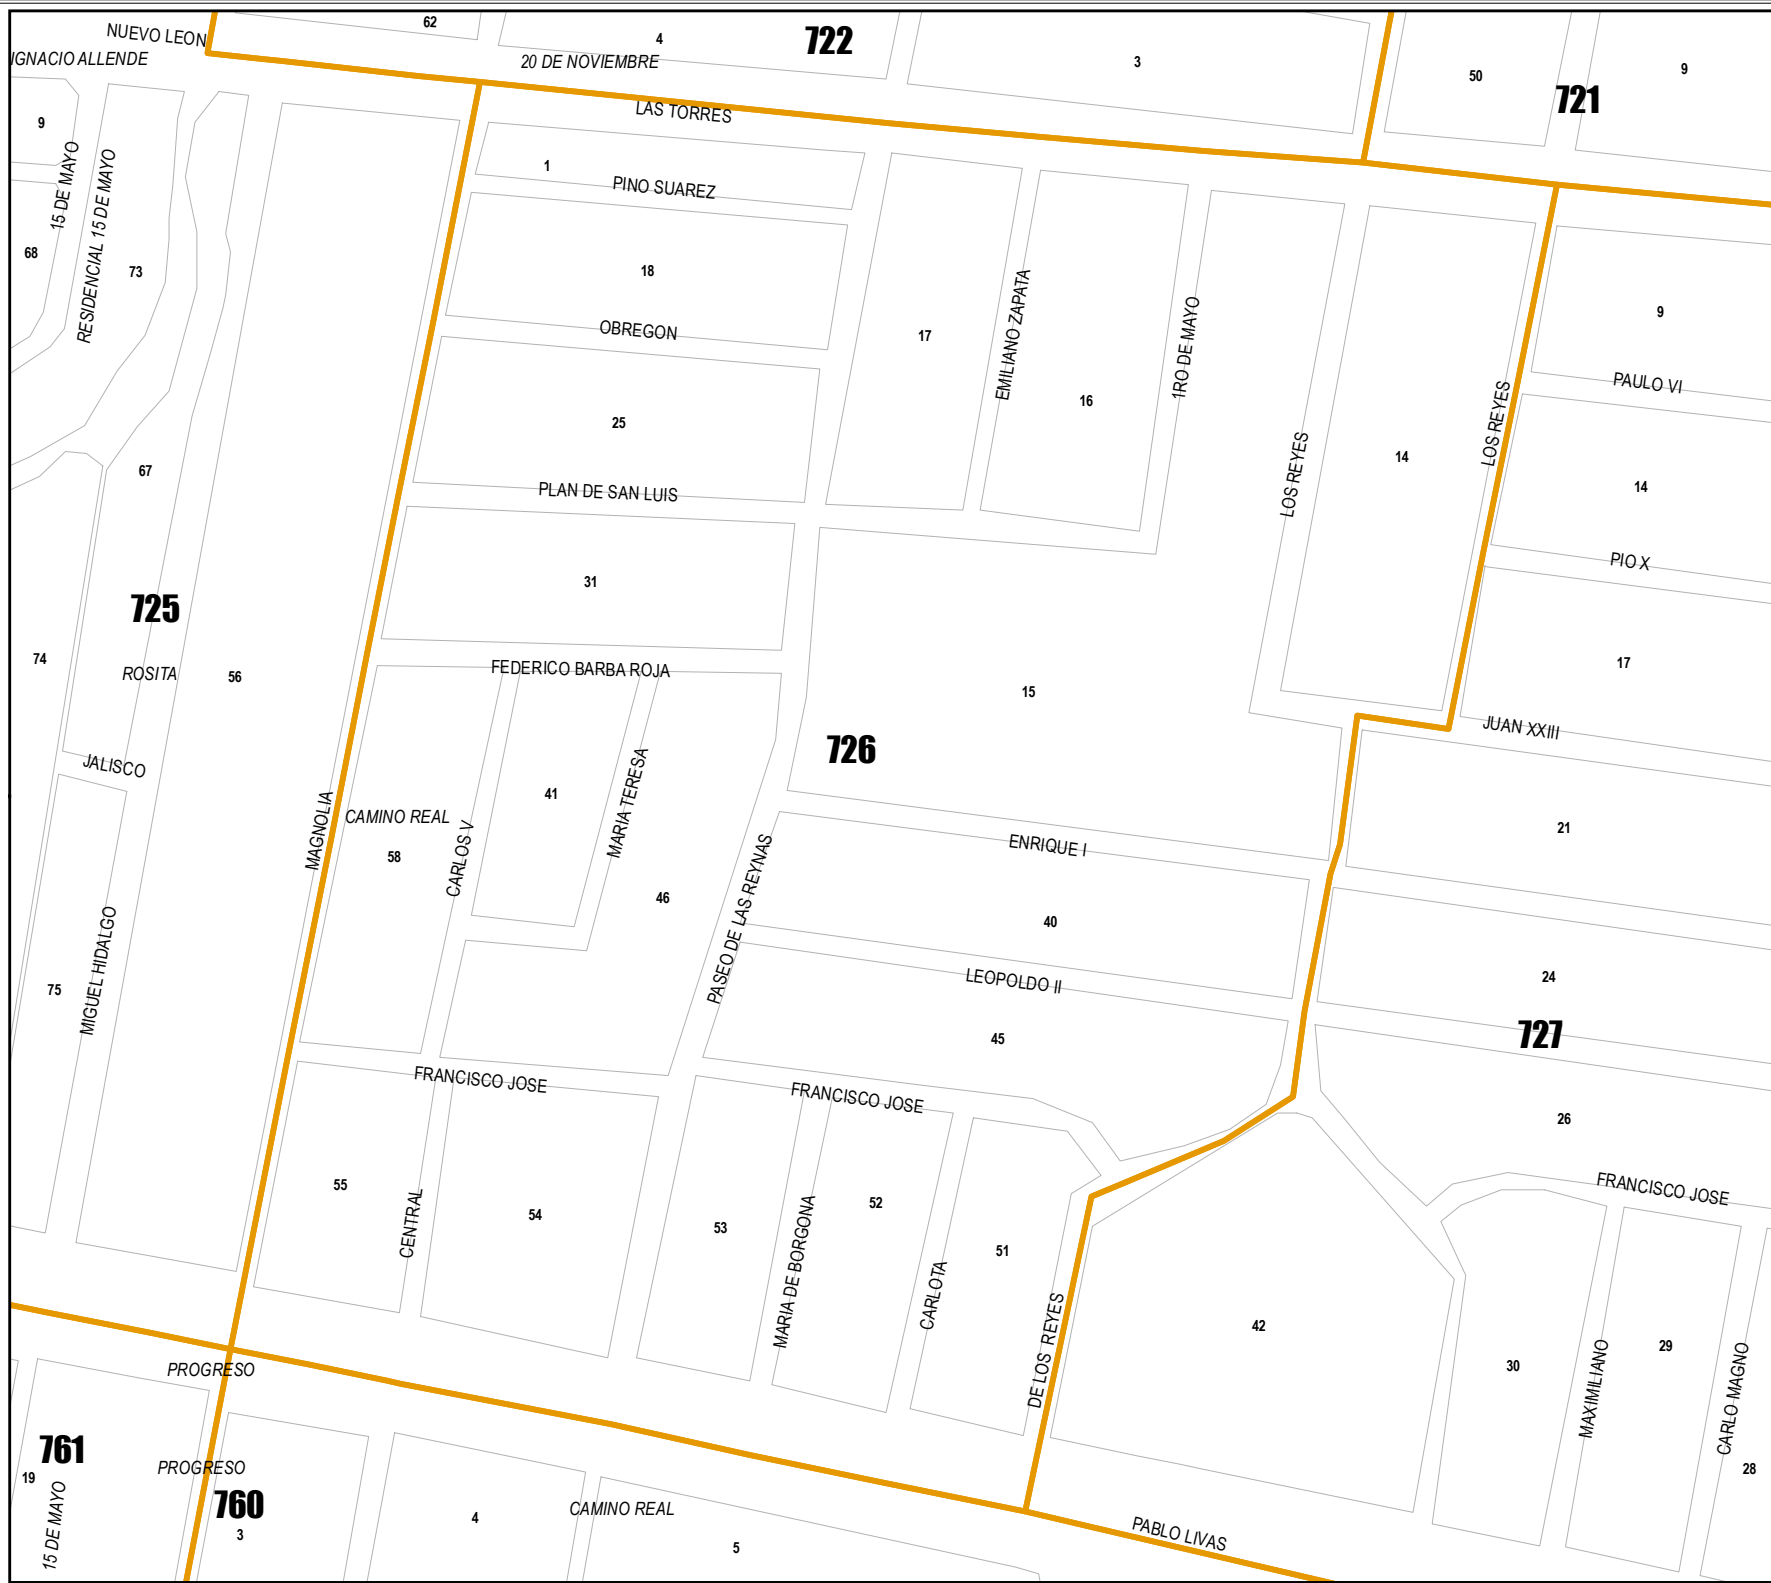 62
NUEVO LEON
4
722
IGNACIO ALLENDE
20 DE NOVIEMBRE
3
50
9
721
LAS TORRES
9
15 DE MAYO
RESIDENCIAL 15 DE MAYO
1
PINO SUAREZ
68
73
18
OBREGON
17
EMILIANO ZAPATA
16
1RO DE MAYO
9
PAULO VI
LOS REYES
LOS REYES
14
25
67
PLAN DE SAN LUIS
14
PIO X
31
725
74
ROSITA
56
FEDERICO BARBA ROJA
15
17
726
JUAN XXIII
JALISCO
MAGNOLIA
CAMINO REAL
58
CARLOS V
41
MARIA TERESA
46
PASEO DE LAS REYNAS
ENRIQUE I
21
40
75
MIGUEL HIDALGO
LEOPOLDO II
24
45
727
FRANCISCO JOSE
FRANCISCO JOSE
26
55
CENTRAL
54
53
MARIA DE BORGONA
52
CARLOTA
51
DE LOS REYES
FRANCISCO JOSE
42
30
MAXIMILIANO
29
CARLO MAGNO
28
PROGRESO
761
19
15 DE MAYO
PROGRESO
760
3
4
CAMINO REAL
5
PABLO LIVAS